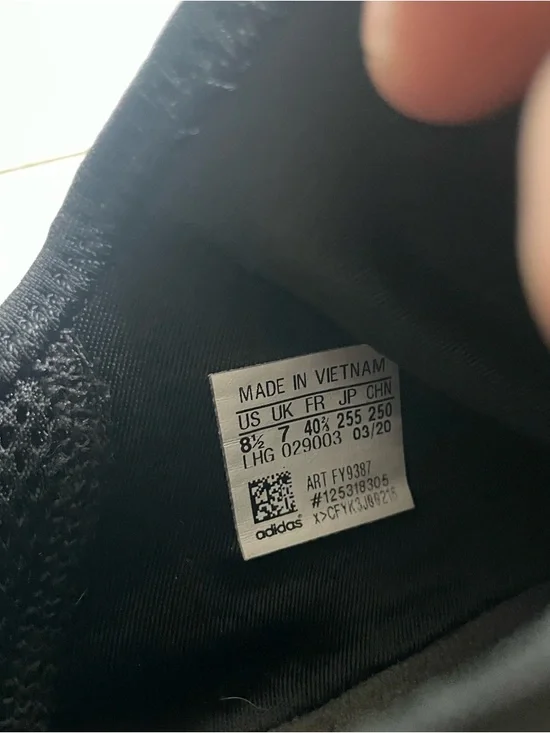 MADE IN VIETNAM
US UK FR JP CHN
8½ 7 40⅔ 255 250
LHG 029003 03/20
ART FY9387
#125318305
adidas